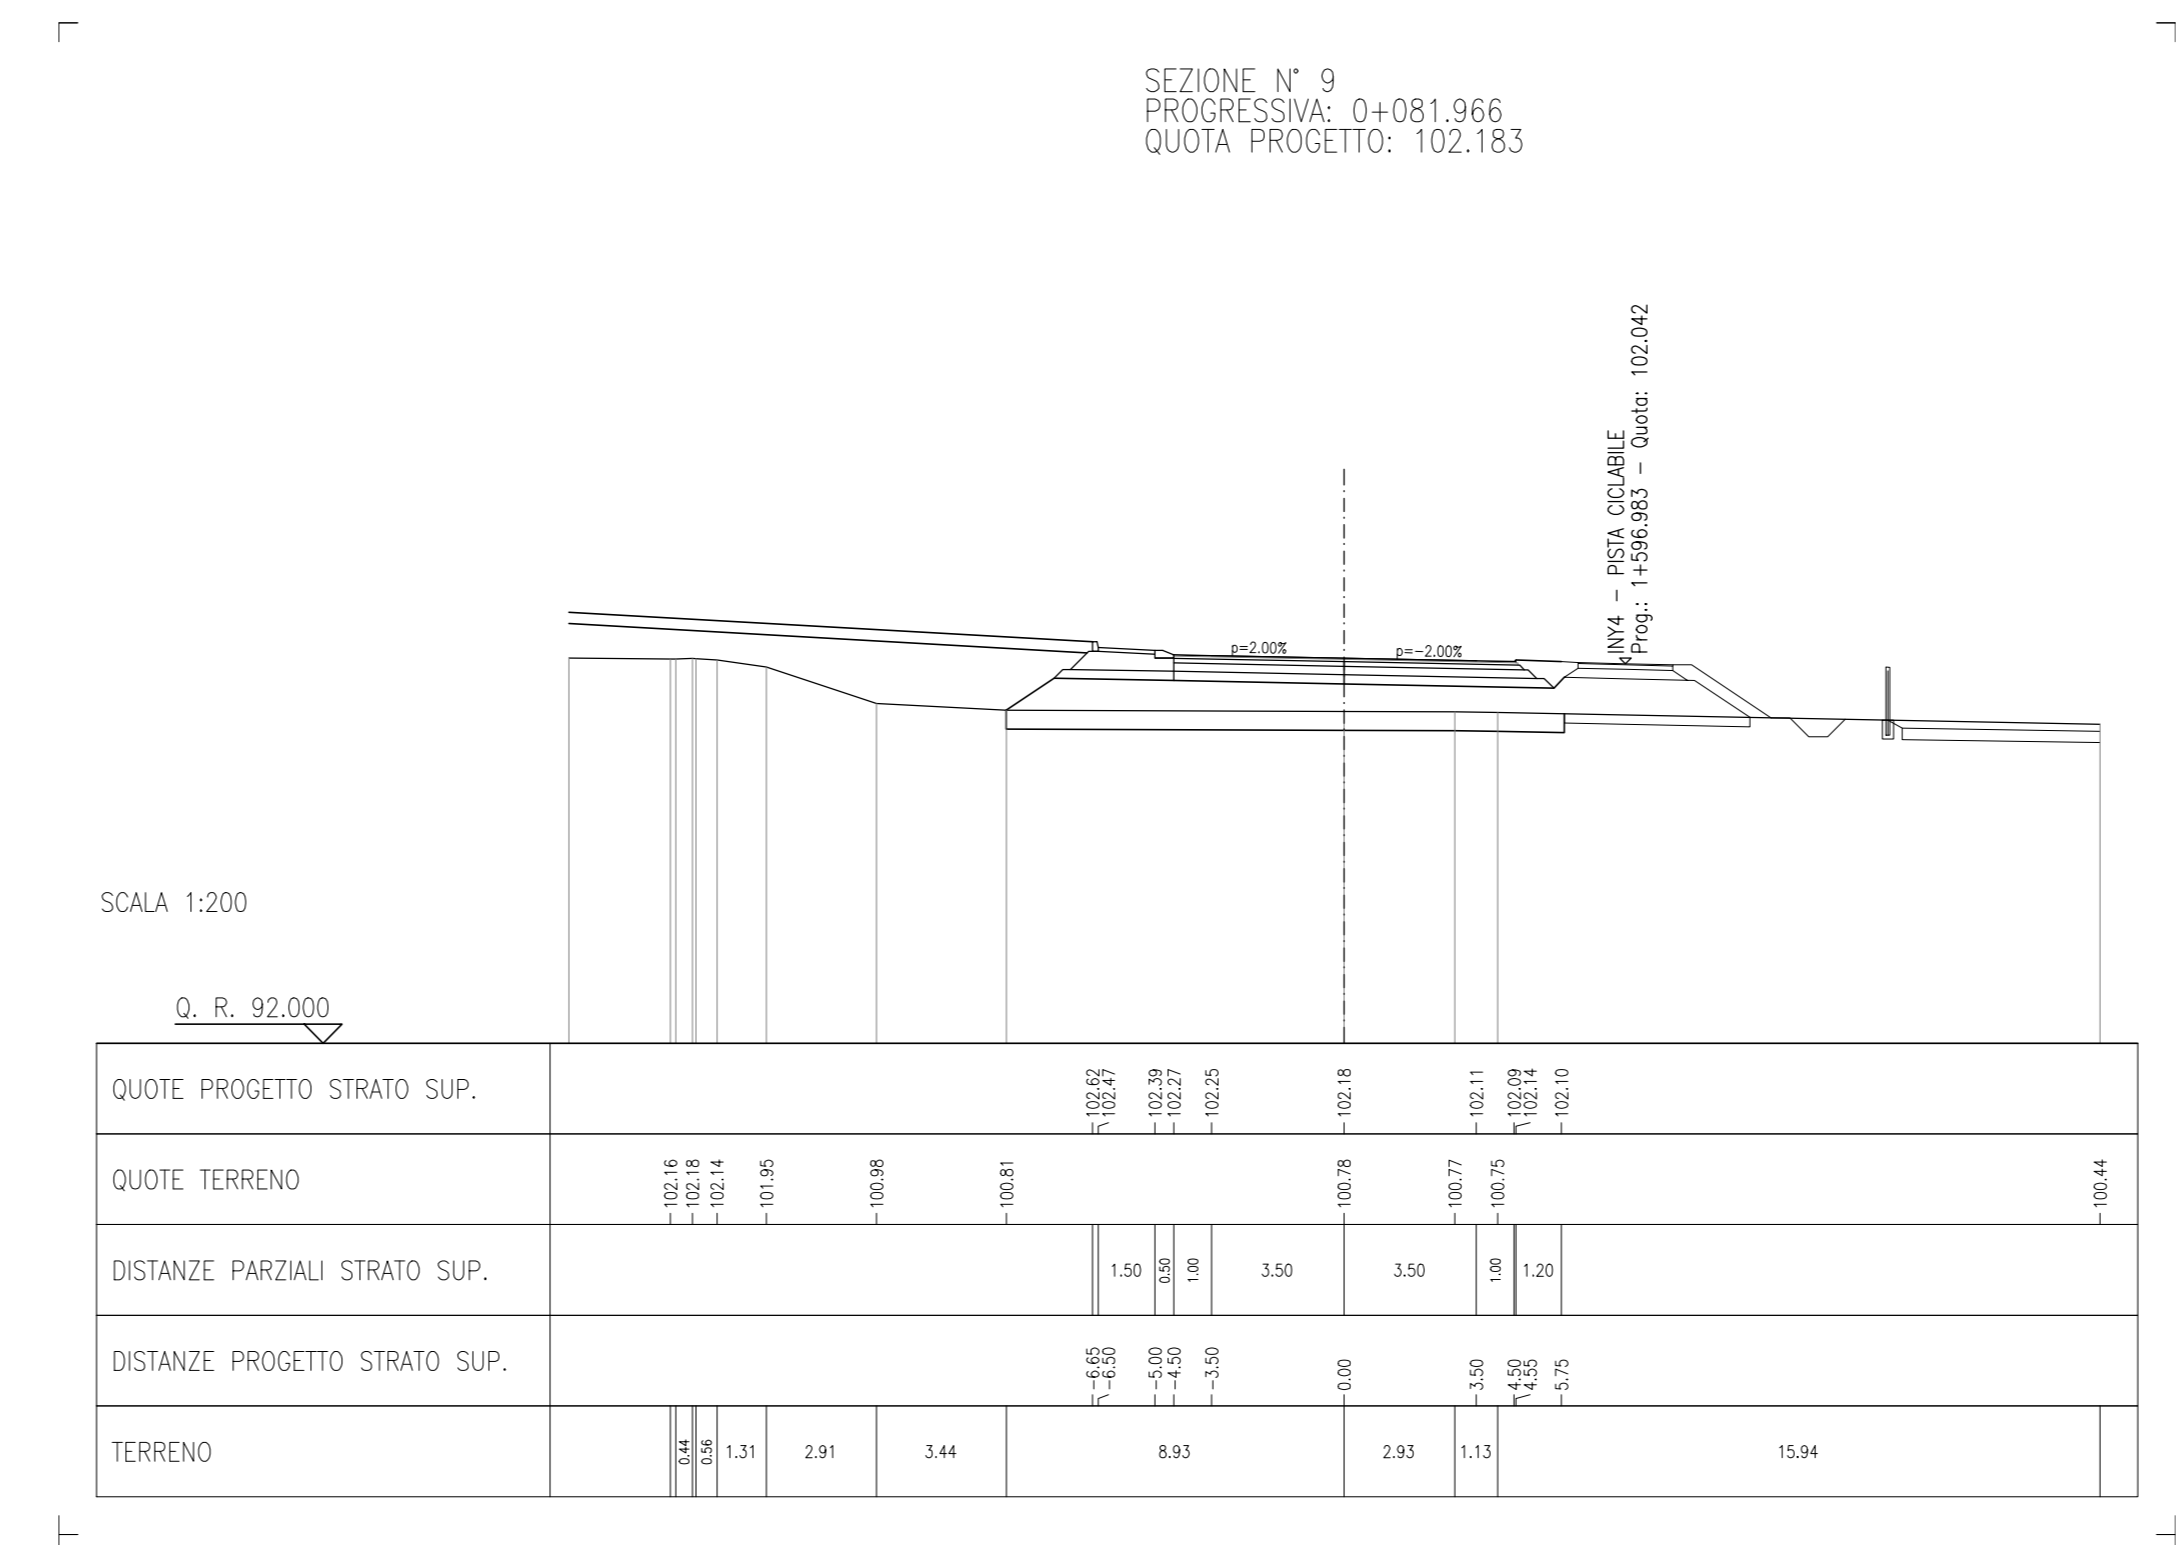 SEZIONE N° 9
PROGRESSIVA: 0+081.966
QUOTA PROGETTO: 102.183
INY4 - PISTA CICLABILE
Prog.: 1+596.983 - Quota: 102.042
p=2.00% p=-2.00%
SCALA 1:200
Q. R. 92.000
QUOTE PROGETTO STRATO SUP. 102.62 102.47 102.39 102.27 102.25 102.18 102.11 102.09 102.14 102.10
QUOTE TERRENO 102.16 102.18 102.14 101.95 100.98 100.81 100.78 100.77 100.75 100.44
DISTANZE PARZIALI STRATO SUP. 1.50 0.50 1.00 3.50 3.50 1.00 1.20
DISTANZE PROGETTO STRATO SUP. -6.65 -6.50 -5.00 -4.50 -3.50 0.00 3.50 4.50 4.55 5.75
TERRENO 0.44 0.56 1.31 2.91 3.44 8.93 2.93 1.13 15.94